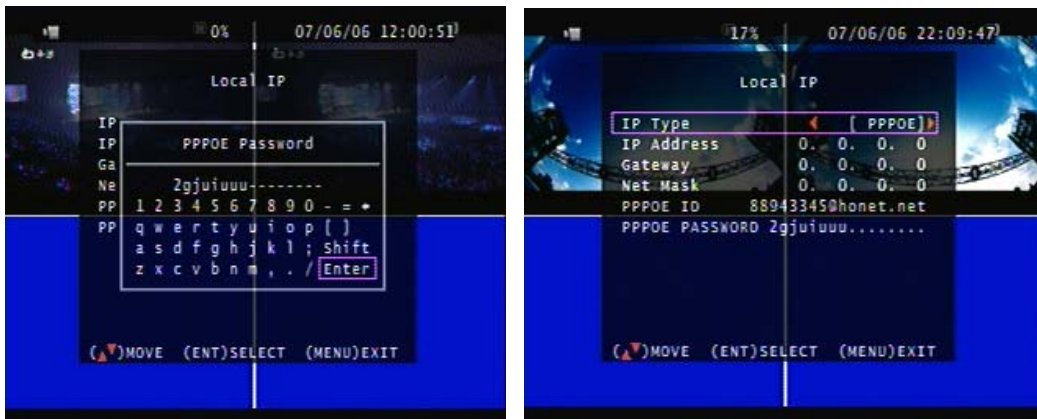 0% 07/06/06 12:00:51
Local IP
IP
IP
Ga
Ne
PP
PP
PPPOE Password
2gjuiuuu--------
1 2 3 4 5 6 7 8 9 0 - =
q w e r t y u i o p [ ]
a s d f g h j k l ; Shift
z x c v b n m , . / Enter
( )MOVE (ENT)SELECT (MENU)EXIT
17% 07/06/06 22:09:47
Local IP
IP Type [ PPPOE]
IP Address 0. 0. 0. 0
Gateway 0. 0. 0. 0
Net Mask 0. 0. 0. 0
PPPOE ID 88943345@honet.net
PPPOE PASSWORD 2gjuiuuu........
( )MOVE (ENT)SELECT (MENU)EXIT